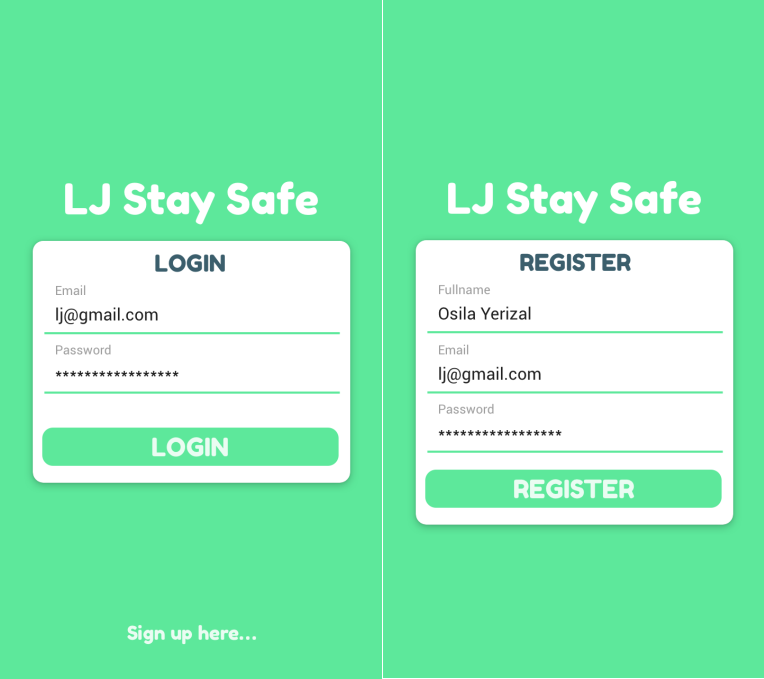 LJ Stay Safe
LOGIN
Email
lj@gmail.com
Password
*****************
LOGIN
Sign up here...
LJ Stay Safe
REGISTER
Fullname
Osila Yerizal
Email
lj@gmail.com
Password
*****************
REGISTER